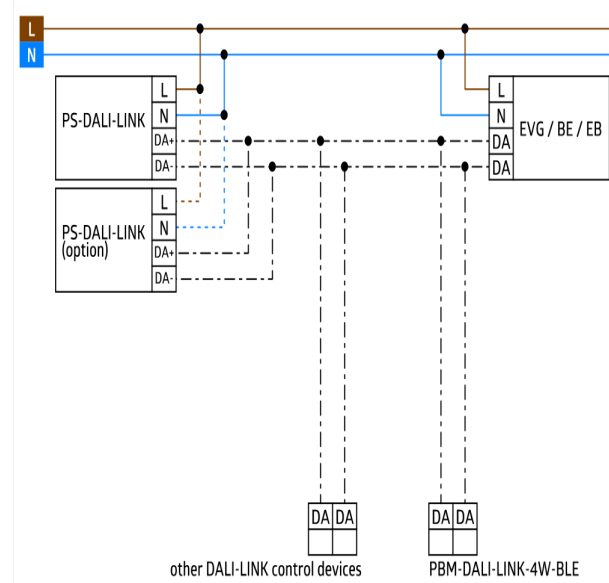 L
N
PS-DALI-LINK
L
N
DA+
DA-
L
N
DA
DA
EVG / BE / EB
PS-DALI-LINK
(option)
L
N
DA+
DA-
DA DA
DA DA
other DALI-LINK control devices
PBM-DALI-LINK-4W-BLE